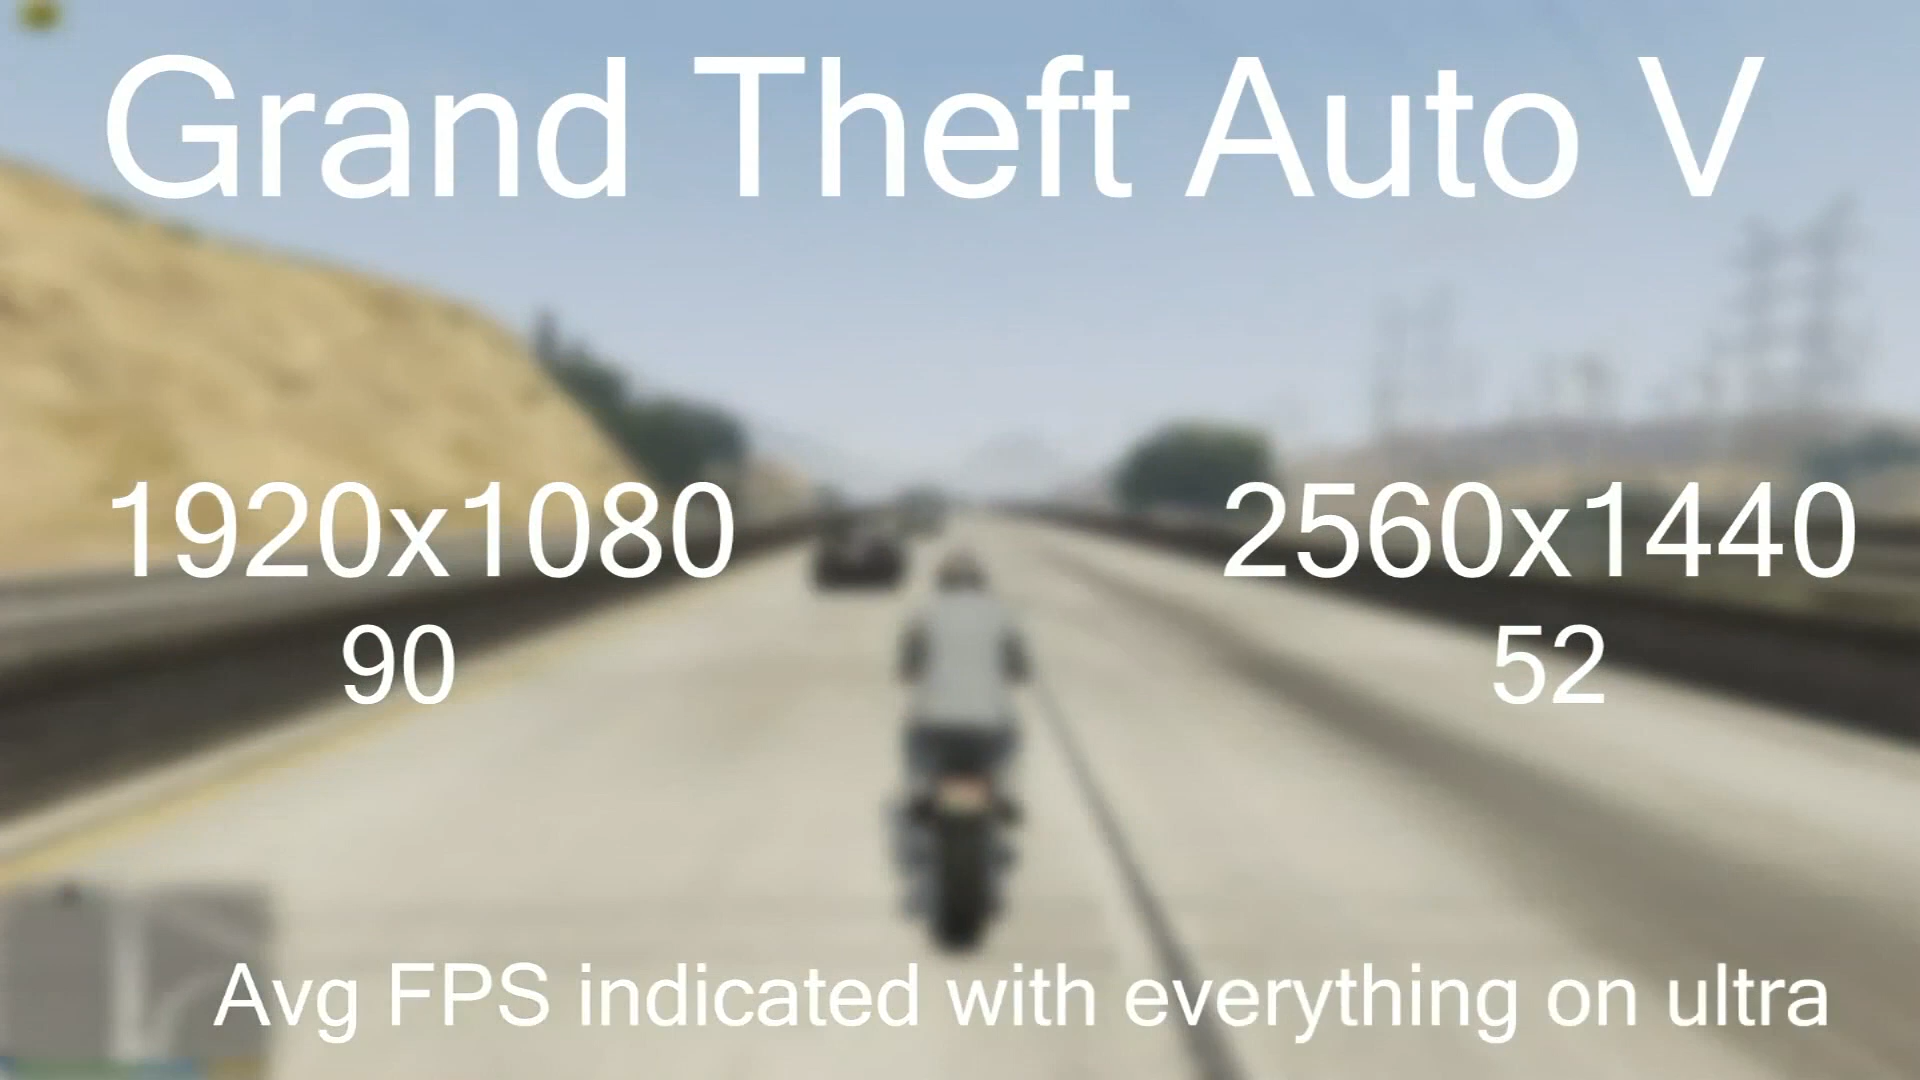 Grand Theft Auto V
1920x1080 2560x1440
90 52
Avg FPS indicated with everything on ultra